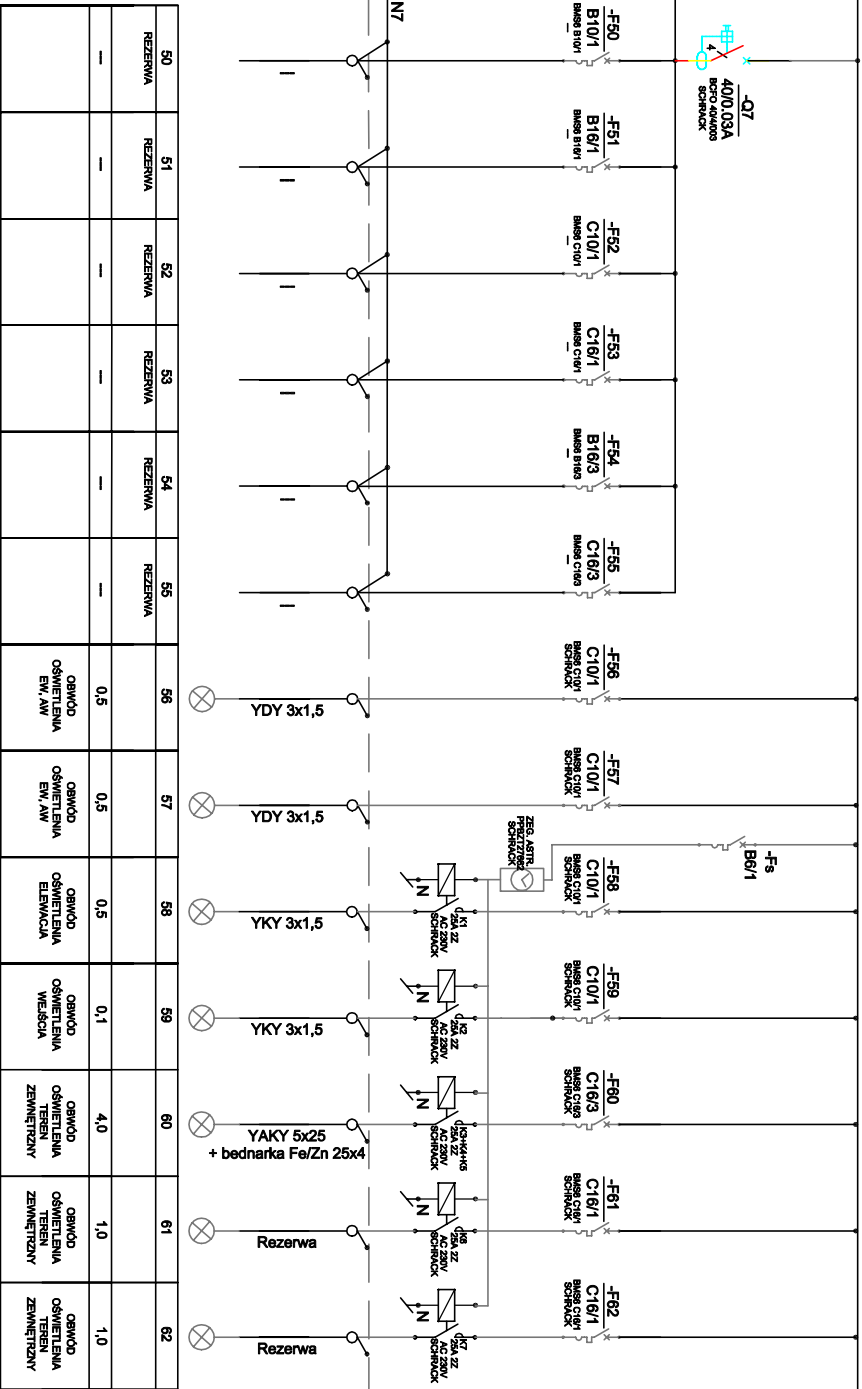 N7
-Q7
40/0.03A
BCFO 40/4/003
SCHRACK
-F50
B10/1
BMS6 B10/1
—
-F51
B16/1
BMS6 B16/1
—
-F52
C10/1
BMS6 C10/1
—
-F53
C16/1
BMS6 C16/1
—
-F54
B16/3
BMS6 B16/3
—
-F55
C16/3
BMS6 C16/3
—
-F56
C10/1
BMS6 C10/1
SCHRACK
-F57
C10/1
BMS6 C10/1
SCHRACK
-Fs
B6/1
ZEG. ASTR.
SCHRACK
-F58
C10/1
BMS6 C10/1
SCHRACK
-F59
C10/1
BMS6 C10/1
SCHRACK
-F60
C16/3
BMS6 C16/3
SCHRACK
-F61
C16/1
BMS6 C16/1
SCHRACK
-F62
C16/1
BMS6 C16/1
SCHRACK
4
K1
25A 2Z
AC 230V
SCHRACK
N
K2
25A 2Z
AC 230V
SCHRACK
N
K3+K4+K5
25A 2Z
AC 230V
SCHRACK
N
K6
25A 2Z
AC 230V
SCHRACK
N
K7
25A 2Z
AC 230V
SCHRACK
N
—
—
—
—
—
—
YDY 3x1,5
YDY 3x1,5
YKY 3x1,5
YKY 3x1,5
YAKY 5x25
+ bednarka Fe/Zn 25x4
Rezerwa
Rezerwa
50
REZERWA
—
51
REZERWA
—
52
REZERWA
—
53
REZERWA
—
54
REZERWA
—
55
REZERWA
—
56
0,5
OBWÓD
OŚWIETLENIA
EW, AW
57
0,5
OBWÓD
OŚWIETLENIA
EW, AW
58
0,5
OBWÓD
OŚWIETLENIA
ELEWACJA
59
0,1
OBWÓD
OŚWIETLENIA
WEJŚCIA
60
4,0
OBWÓD
OŚWIETLENIA
TEREN
ZEWNĘTRZNY
61
1,0
OBWÓD
OŚWIETLENIA
TEREN
ZEWNĘTRZNY
62
1,0
OBWÓD
OŚWIETLENIA
TEREN
ZEWNĘTRZNY